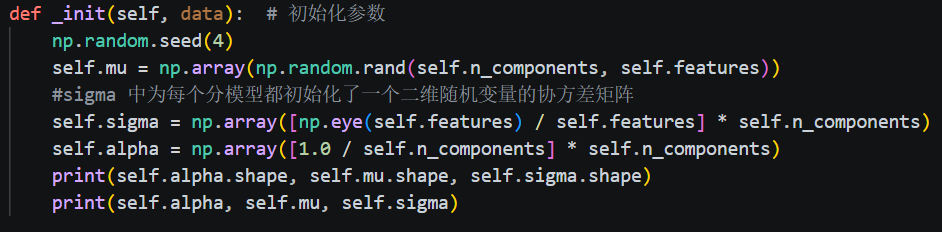 def _init(self, data):  # 初始化参数
    np.random.seed(4)
    self.mu = np.array(np.random.rand(self.n_components, self.features))
    #sigma 中为每个分模型都初始化了一个二维随机变量的协方差矩阵
    self.sigma = np.array([np.eye(self.features) / self.features] * self.n_components)
    self.alpha = np.array([1.0 / self.n_components] * self.n_components)
    print(self.alpha.shape, self.mu.shape, self.sigma.shape)
    print(self.alpha, self.mu, self.sigma)